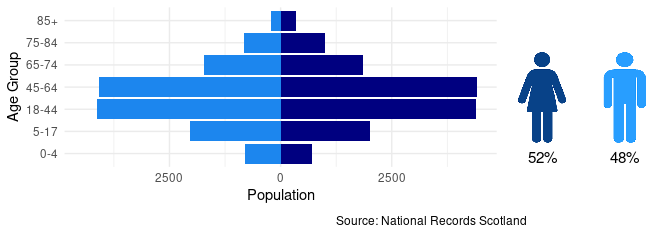 Age Group
85+
75-84
65-74
45-64
18-44
5-17
0-4
2500 0 2500
Population
52% 48%
Source: National Records Scotland